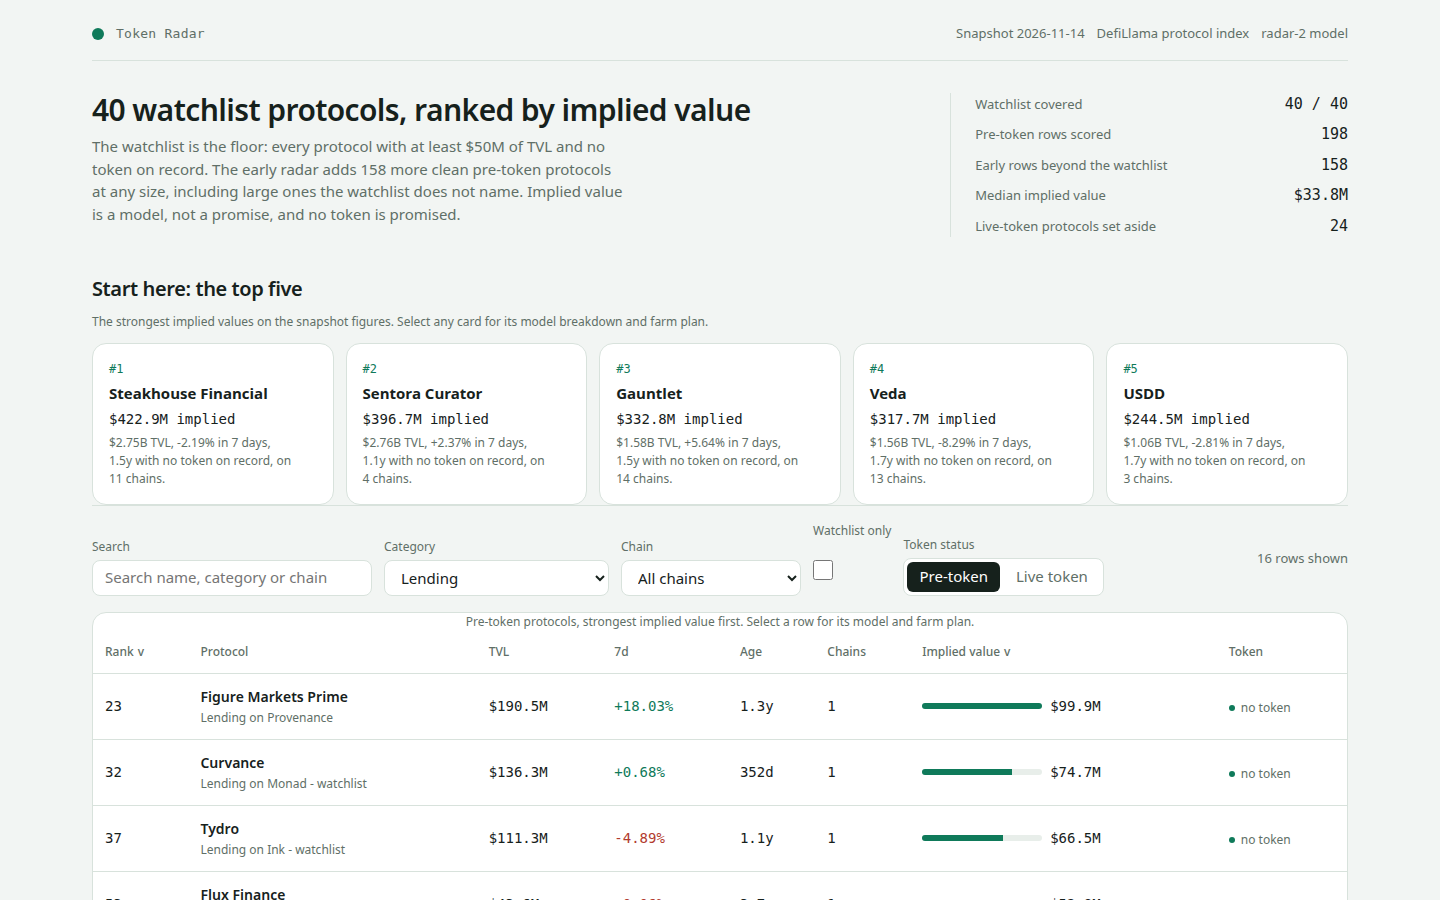 Token Radar
Snapshot 2026-11-14 DefiLlama protocol index radar-2 model
40 watchlist protocols, ranked by implied value
The watchlist is the floor: every protocol with at least $50M of TVL and no
token on record. The early radar adds 158 more clean pre-token protocols
at any size, including large ones the watchlist does not name. Implied value
is a model, not a promise, and no token is promised.
Watchlist covered 40 / 40
Pre-token rows scored 198
Early rows beyond the watchlist 158
Median implied value $33.8M
Live-token protocols set aside 24
Start here: the top five
The strongest implied values on the snapshot figures. Select any card for its model breakdown and farm plan.
#1
Steakhouse Financial
$422.9M implied
$2.75B TVL, -2.19% in 7 days,
1.5y with no token on record, on
11 chains.
#2
Sentora Curator
$396.7M implied
$2.76B TVL, +2.37% in 7 days,
1.1y with no token on record, on
4 chains.
#3
Gauntlet
$332.8M implied
$1.58B TVL, +5.64% in 7 days,
1.5y with no token on record, on
14 chains.
#4
Veda
$317.7M implied
$1.56B TVL, -8.29% in 7 days,
1.7y with no token on record, on
13 chains.
#5
USDD
$244.5M implied
$1.06B TVL, -2.81% in 7 days,
1.7y with no token on record, on
3 chains.
Search
Search name, category or chain
Category
Lending
Chain
All chains
Watchlist only
Token status
Pre-token Live token
16 rows shown
Pre-token protocols, strongest implied value first. Select a row for its model and farm plan.
Rank v Protocol TVL 7d Age Chains Implied value v Token
23 Figure Markets Prime $190.5M +18.03% 1.3y 1 $99.9M no token
Lending on Provenance
32 Curvance $136.3M +0.68% 352d 1 $74.7M no token
Lending on Monad - watchlist
37 Tydro $111.3M -4.89% 1.1y 1 $66.5M no token
Lending on Ink - watchlist
Flux Finance